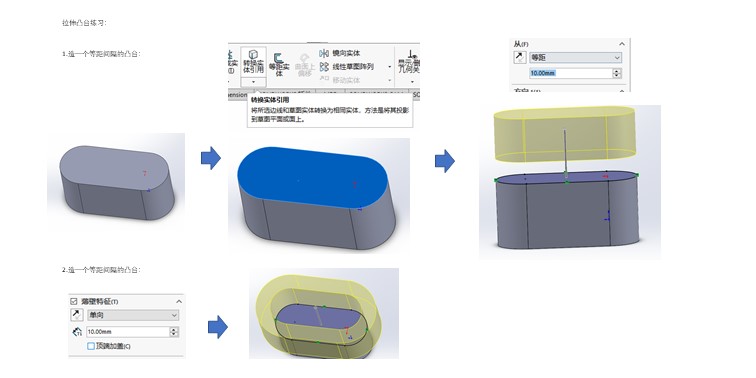 拉伸凸台练习：
1.造一个等距间隔的凸台：
转换实体引用
等距实体
曲面上偏移
镜向实体
线性草图阵列
移动实体
转换实体引用
将所选边线和草图实体转换为相同实体，方法是将其投影到草图平面或面上。
从(F)
等距
10.00mm
2.造一个等距间隔的凸台：
薄壁特征(T)
单向
10.00mm
顶端加盖(C)